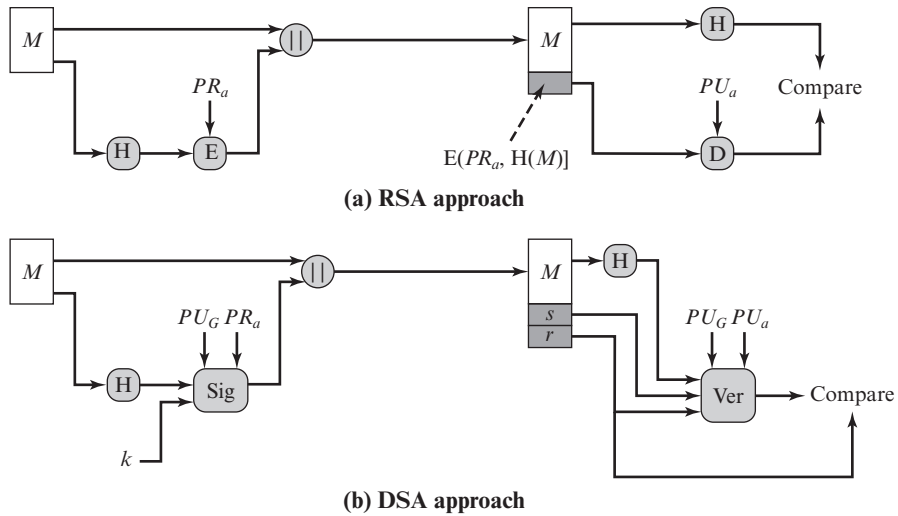 M
||
M
H
PRa
PUa
Compare
H
E
D
E(PRa, H(M)]
(a) RSA approach
M
||
M
H
s
r
PUG PRa
PUG PUa
H
Sig
Ver
Compare
k
(b) DSA approach